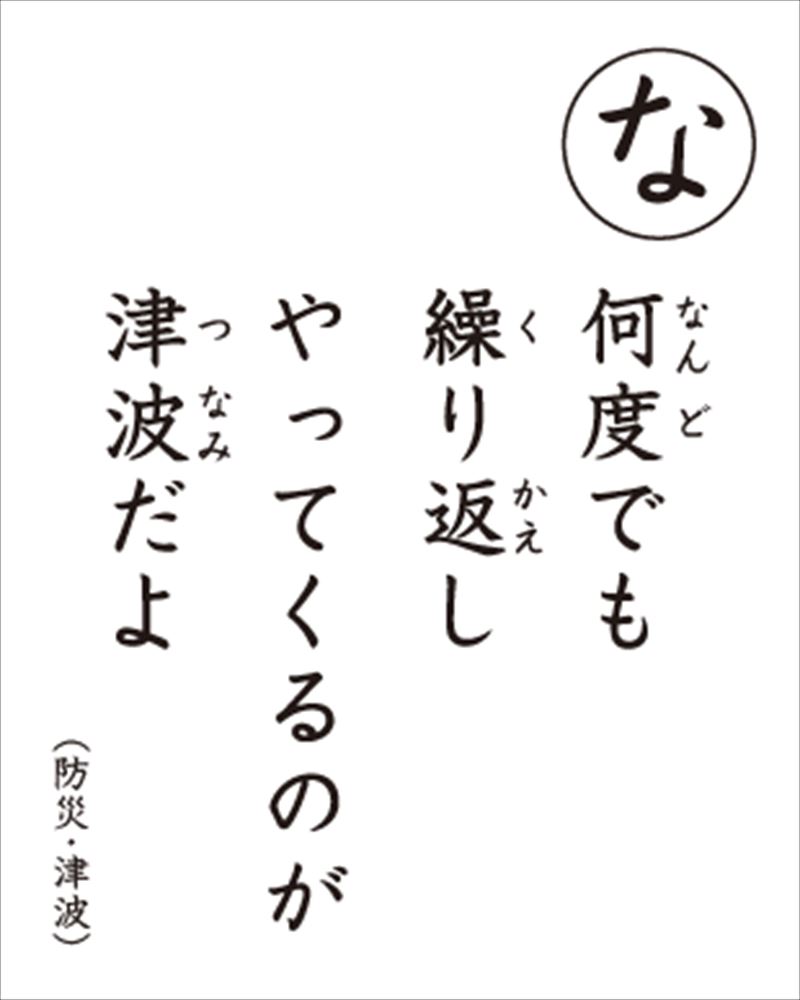 な
何度でも
なんど
繰り返し
く かえ
やってくるのが
津波だよ
つなみ
（防災・津波）